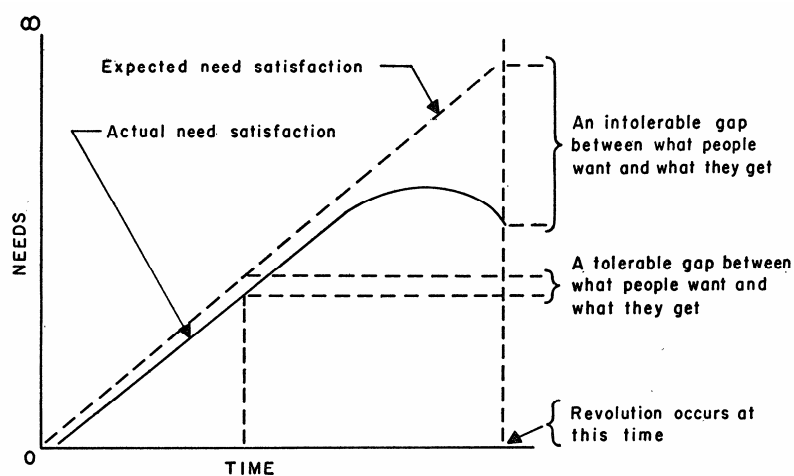 ∞
Expected need satisfaction
Actual need satisfaction
An intolerable gap
between what people
want and what they get
NEEDS
A tolerable gap between
what people want and
what they get
Revolution occurs at
this time
0
TIME